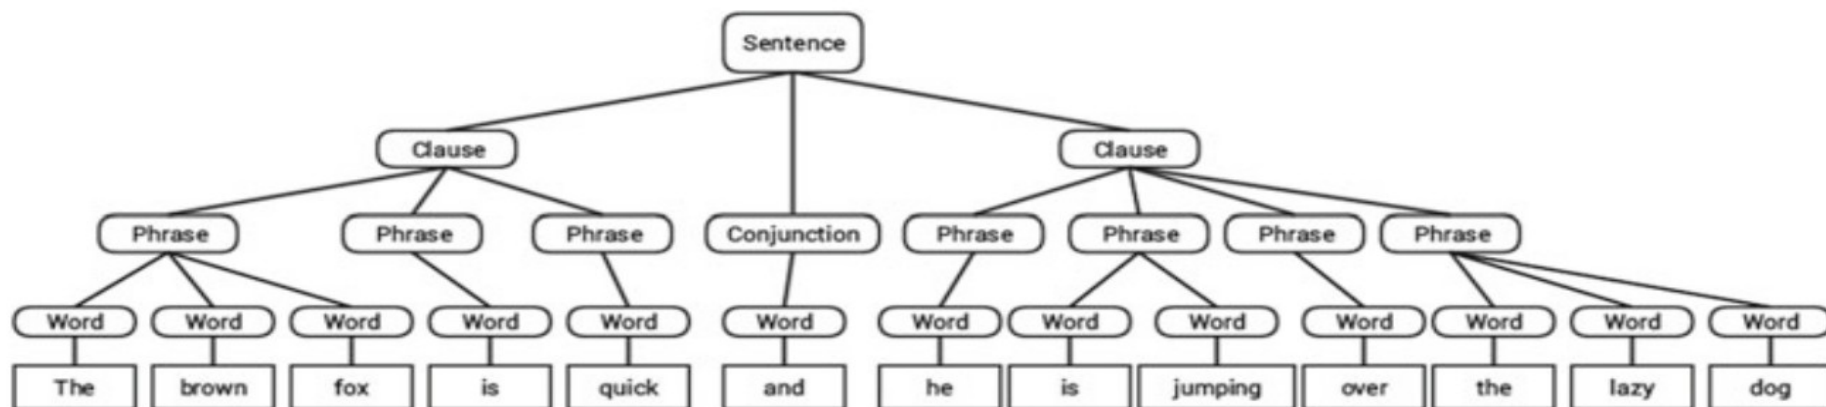 Sentence
Clause Clause
Phrase Phrase Phrase Conjunction Phrase Phrase Phrase Phrase
Word Word Word Word Word Word Word Word Word Word Word Word Word
The brown fox is quick and he is jumping over the lazy dog